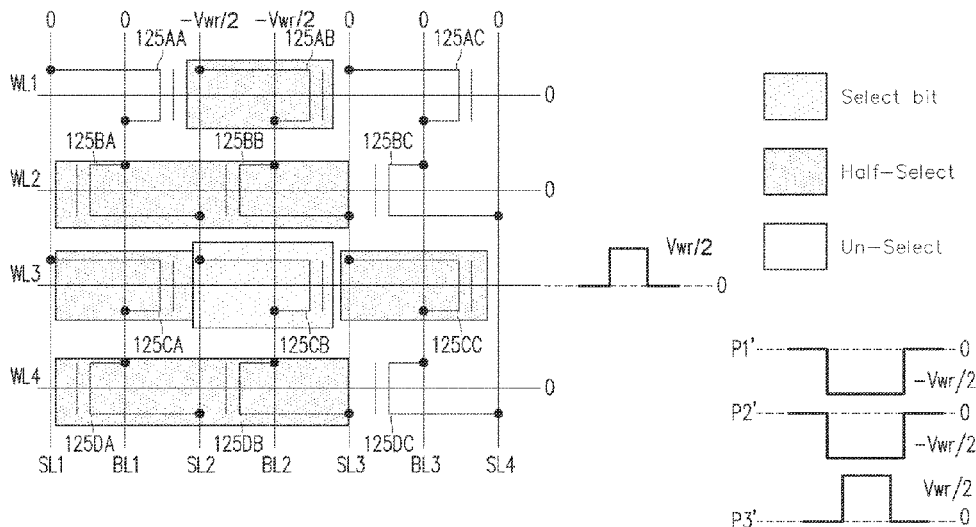 0 0 -Vwr/2 -Vwr/2 0 0 0
125AA 125AB 125AC
WL1 0
125BA 125BB 125BC
WL2 0
WL3 Vwr/2 0
125CA 125CB 125CC
WL4 0
125DA 125DB 125DC
SL1 BL1 SL2 BL2 SL3 BL3 SL4
Select bit
Half-Select
Un-Select
P1' 0
-Vwr/2
P2' 0
-Vwr/2
Vwr/2
P3' 0